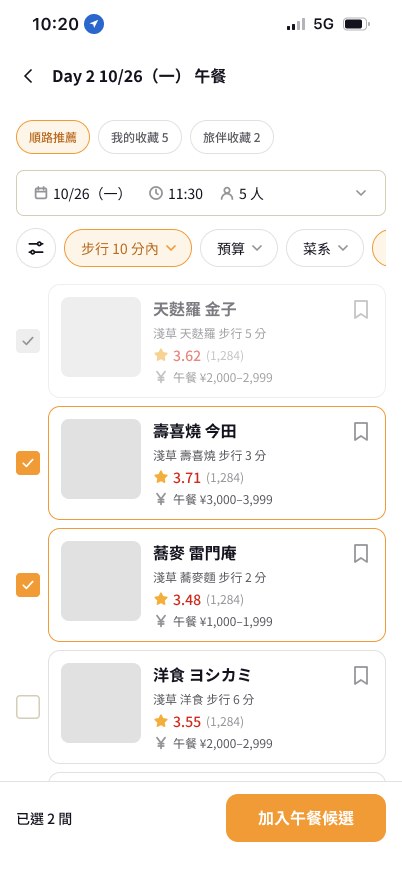 10:20
5G
Day 2 10/26（一） 午餐
順路推薦 我的收藏 5 旅伴收藏 2
10/26（一） 11:30 5 人
步行 10 分內 預算 菜系
天麩羅 金子
淺草 天麩羅 步行 5 分
3.62 (1,284)
午餐 ¥2,000–2,999
壽喜燒 今田
淺草 壽喜燒 步行 3 分
3.71 (1,284)
午餐 ¥3,000–3,999
蕎麥 雷門庵
淺草 蕎麥麵 步行 2 分
3.48 (1,284)
午餐 ¥1,000–1,999
洋食 ヨシカミ
淺草 洋食 步行 6 分
3.55 (1,284)
午餐 ¥2,000–2,999
已選 2 間
加入午餐候選